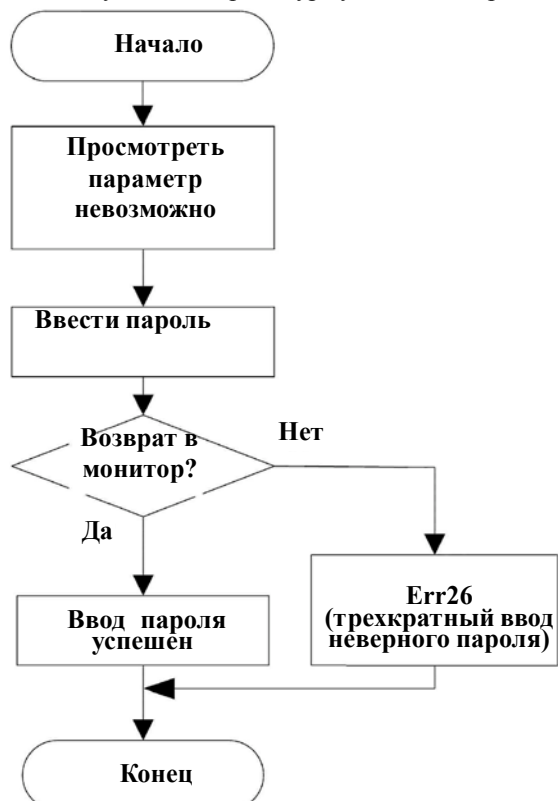 Начало
Просмотреть
параметр
невозможно
Ввести пароль
Возврат в
монитор?
Нет
Да
Ввод пароля
успешен
Err26
(трехкратный ввод
неверного пароля)
Конец